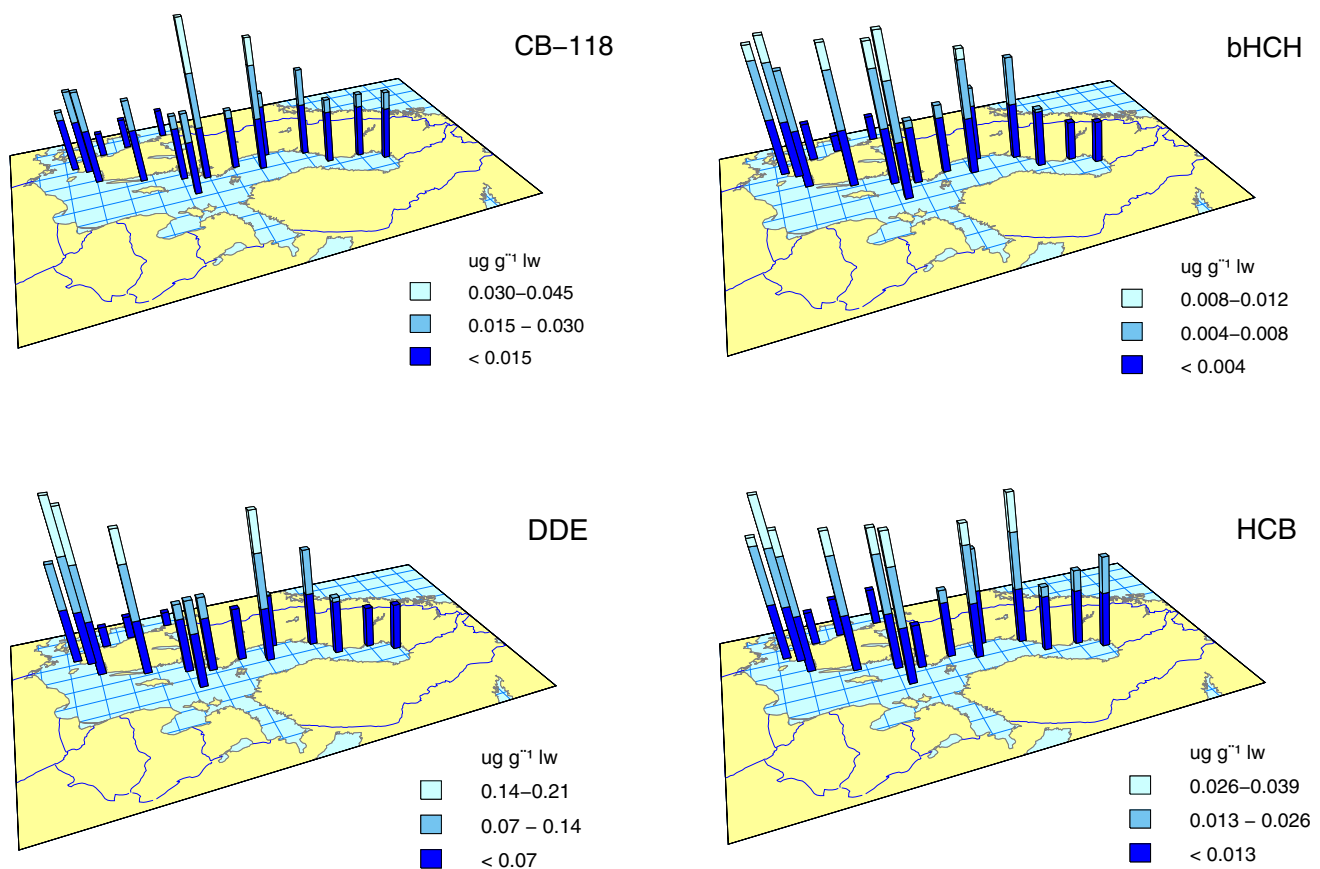 CB–118
ug g¨¹ lw
0.030–0.045
0.015 – 0.030
< 0.015
bHCH
ug g¨¹ lw
0.008–0.012
0.004–0.008
< 0.004
DDE
ug g¨¹ lw
0.14–0.21
0.07 – 0.14
< 0.07
HCB
ug g¨¹ lw
0.026–0.039
0.013 – 0.026
< 0.013